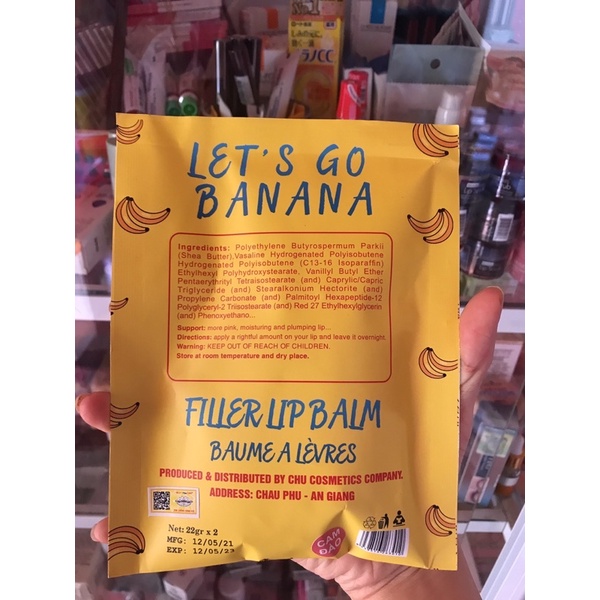 LET'S GO
BANANA
Ingredients: Polyethylene Butyrospermum Parkii
(Shea Butter),Vasaline Hydrogenated Polyisobutene
Hydrogenated Polyisobutene (C13-16 Isoparaffin)
Ethylhexyl Polyhydroxystearate, Vanillyl Butyl Ether
Pentaerythrityl Tetraisostearate (and) Caprylic/Capric
Triglyceride (and) Stearalkonium Hectorite (and)
Propylene Carbonate (and) Palmitoyl Hexapeptide-12
Polyglyceryl-2 Triisostearate (and) Red 27 Ethylhexylglycerin
(and) Phenoxyethano...
Support: more pink, moisturing and plumping lip...
Directions: apply a rightful amount on your lip and leave it overnight.
Warning: KEEP OUT OF REACH OF CHILDREN.
Store at room temperature and dry place.
FILLER LIP BALM
BAUME A LÈVRES
PRODUCED & DISTRIBUTED BY CHU COSMETICS COMPANY.
ADDRESS: CHAU PHU - AN GIANG
Net: 22gr x 2
MFG: 12/05/21
EXP: 12/05/23
CAM
ĐÀO